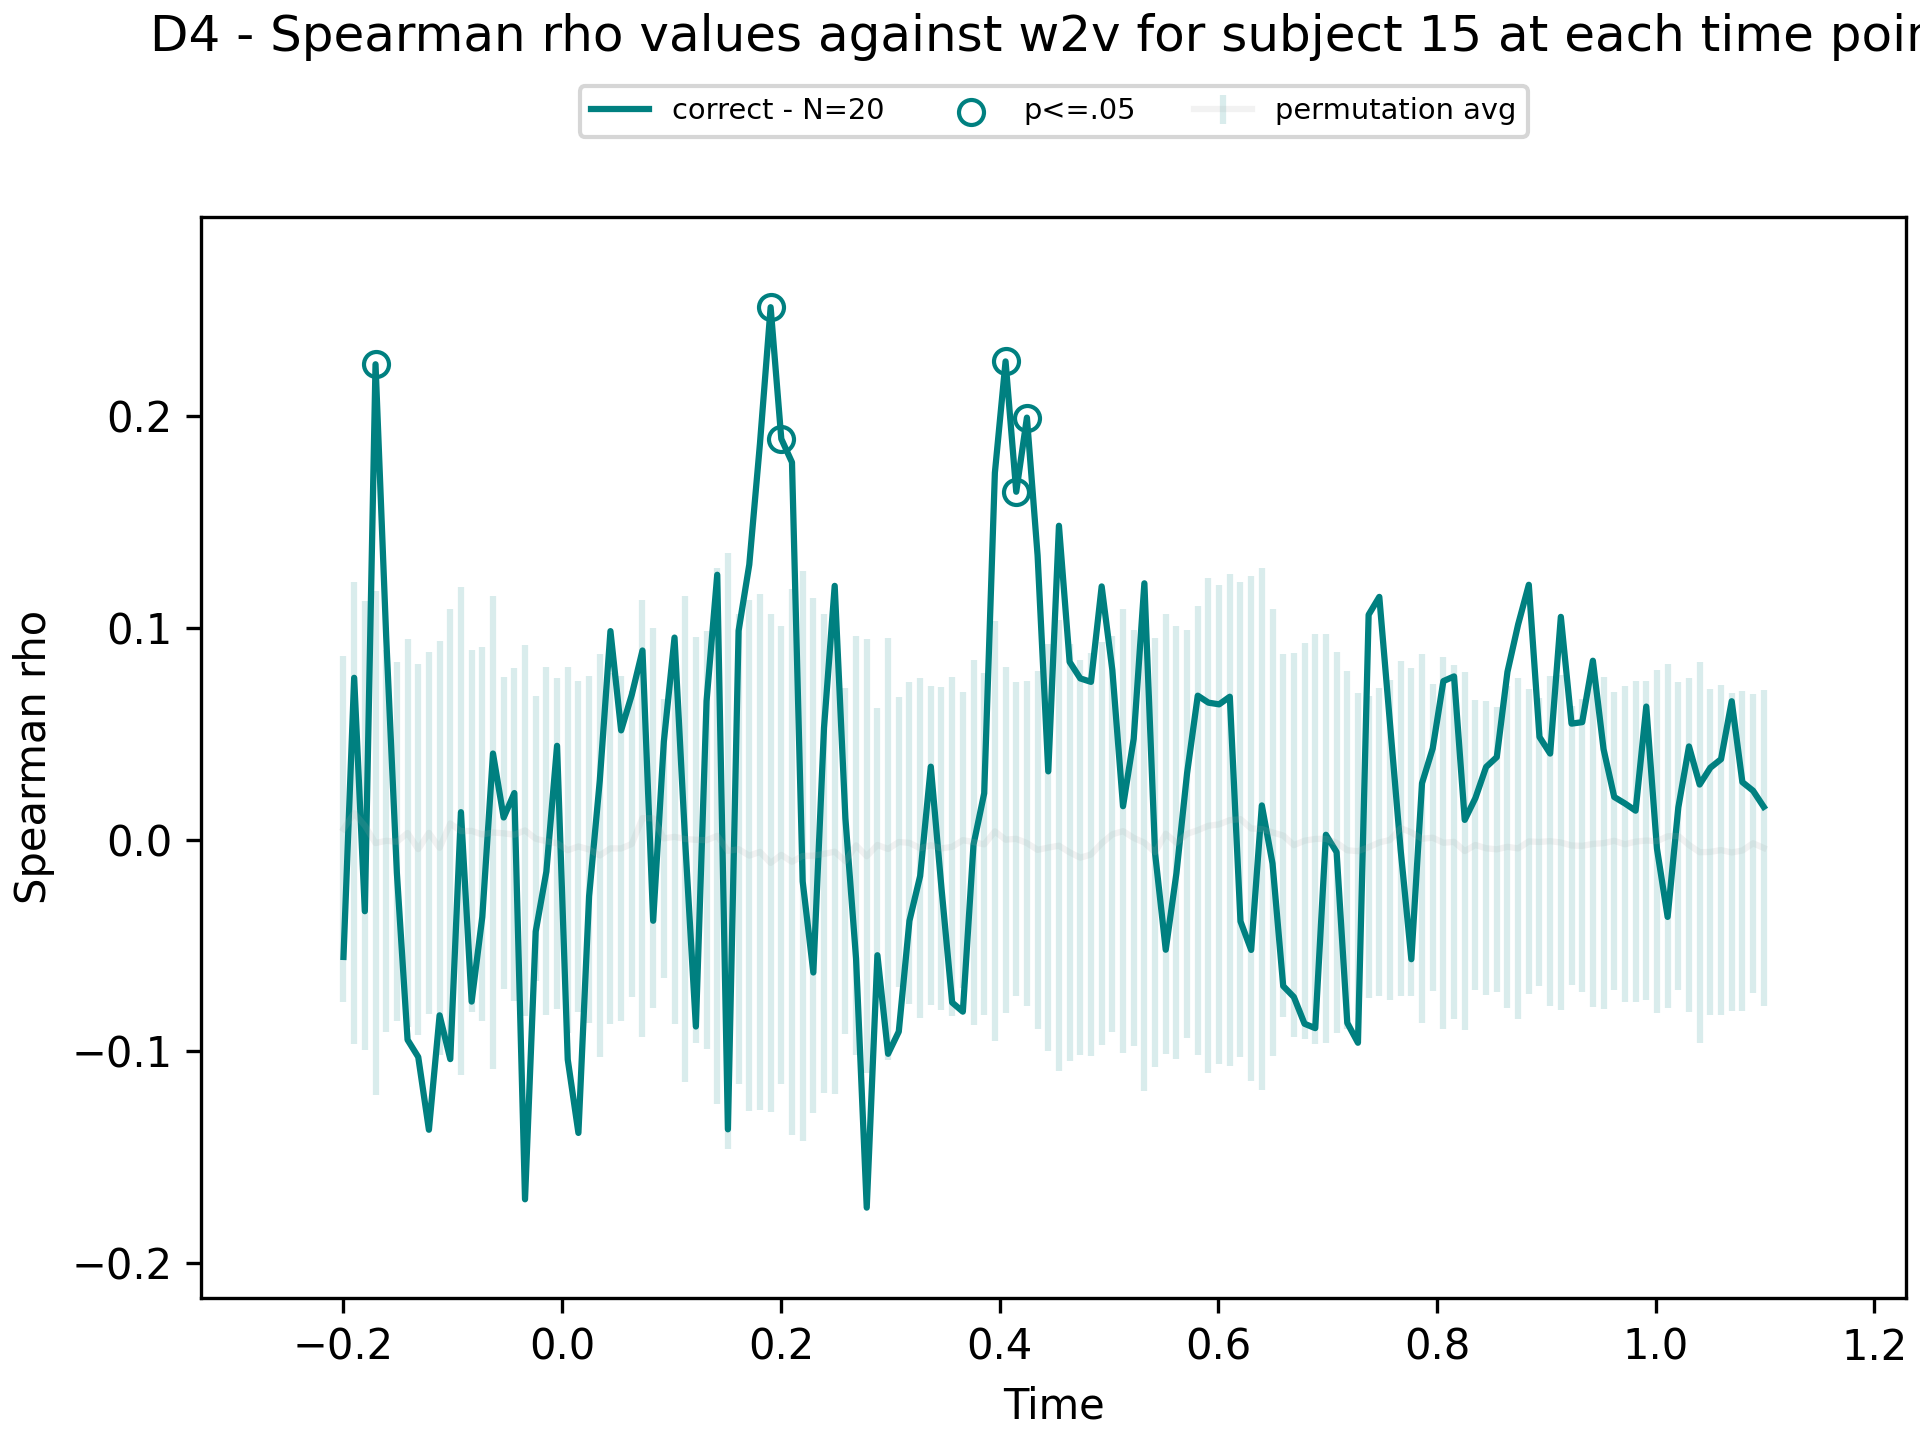 D4 - Spearman rho values against w2v for subject 15 at each time
correct - N=20 p<=.05 permutation avg
Spearman rho
0.2
0.1
0.0
−0.1
−0.2
−0.2 0.0 0.2 0.4 0.6 0.8 1.0 1.2
Time